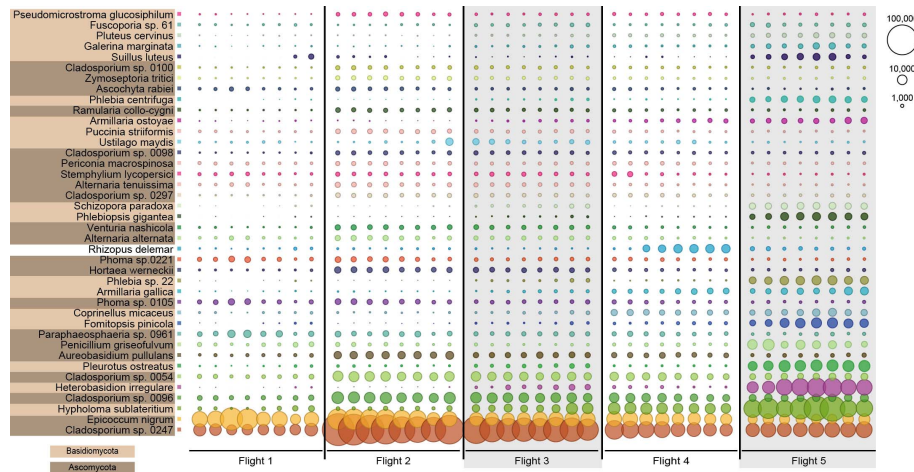 Pseudomicrostroma glucosiphilum
Fuscoporia sp. 61
Pluteus cervinus
Galerina marginata
Suillus luteus
Cladosporium sp. 0100
Zymoseptoria tritici
Ascochyta rabiei
Phlebia centrifuga
Ramularia collo-cygni
Armillaria ostoyae
Puccinia striiformis
Ustilago maydis
Cladosporium sp. 0098
Periconia macrospinosa
Stemphylium lycopersici
Alternaria tenuissima
Cladosporium sp. 0297
Schizopora paradoxa
Phlebiopsis gigantea
Venturia nashicola
Alternaria alternata
Rhizopus delemar
Phoma sp.0221
Hortaea werneckii
Phlebia sp. 22
Armillaria gallica
Phoma sp. 0105
Coprinellus micaceus
Fomitopsis pinicola
Paraphaeosphaeria sp. 0961
Penicillium griseofulvum
Aureobasidium pullulans
Pleurotus ostreatus
Cladosporium sp. 0054
Heterobasidion irregulare
Cladosporium sp. 0096
Hypholoma sublateritium
Epicoccum nigrum
Cladosporium sp. 0247
Basidiomycota
Ascomycota
Flight 1
Flight 2
Flight 3
Flight 4
Flight 5
10,000
1,000